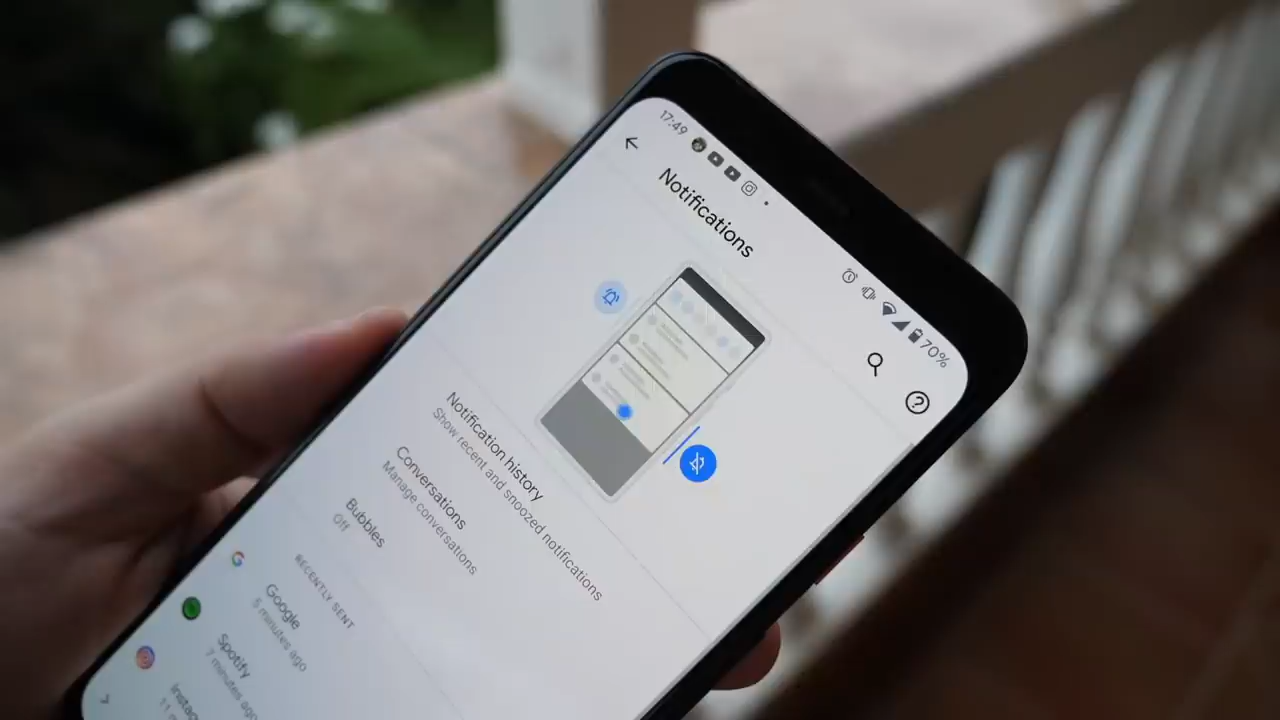 17:49
70%
Notifications
Notification history
Show recent and snoozed notifications
Conversations
Manage conversations
Bubbles
Off
RECENTLY SENT
Google
5 minutes ago
Spotify
7 minutes ago